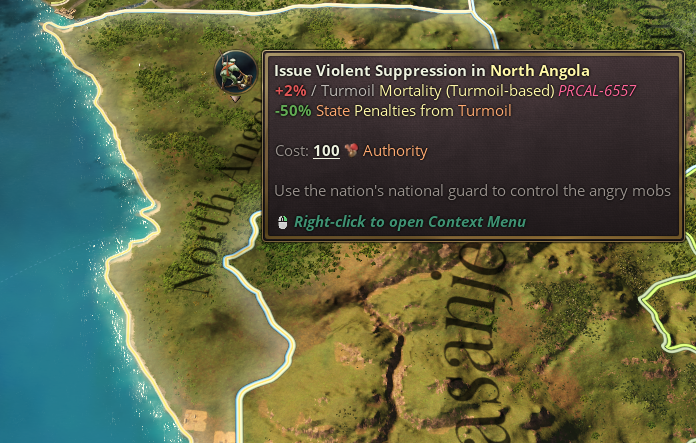 Issue Violent Suppression in North Angola
+2% / Turmoil Mortality (Turmoil-based) PRCAL-6557
-50% State Penalties from Turmoil
Cost: 100 Authority
Use the nation's national guard to control the angry mobs
Right-click to open Context Menu
North Angola
asanje